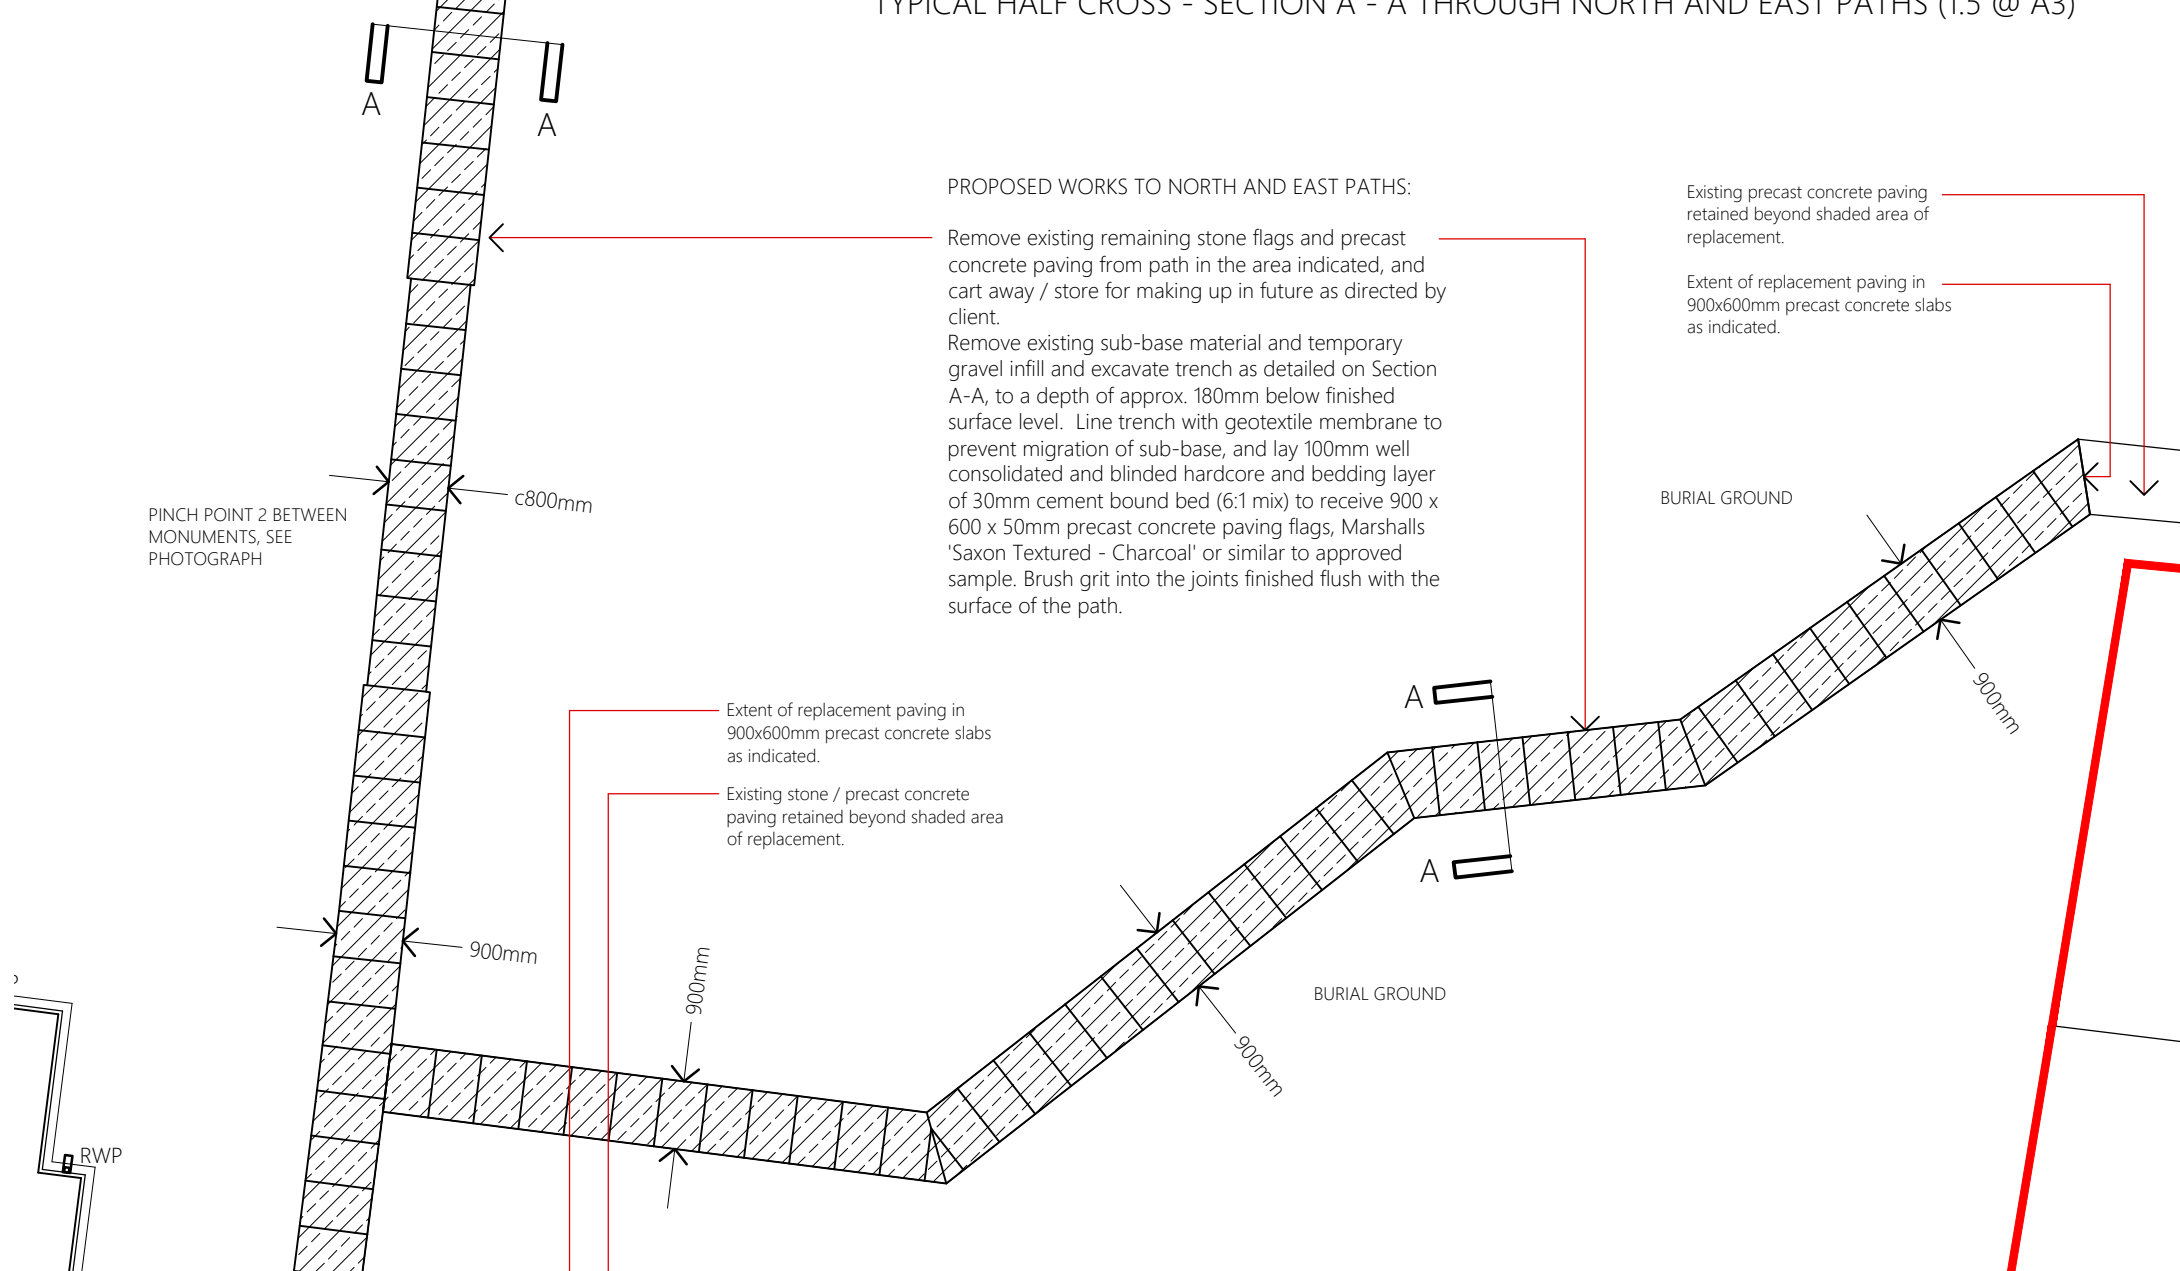 TYPICAL HALF CROSS - SECTION A - A THROUGH NORTH AND EAST PATHS (1:5 @ A3)
A
A
PROPOSED WORKS TO NORTH AND EAST PATHS:
Remove existing remaining stone flags and precast
concrete paving from path in the area indicated, and
cart away / store for making up in future as directed by
client.
Remove existing sub-base material and temporary
gravel infill and excavate trench as detailed on Section
A-A, to a depth of approx. 180mm below finished
surface level.  Line trench with geotextile membrane to
prevent migration of sub-base, and lay 100mm well
consolidated and blinded hardcore and bedding layer
of 30mm cement bound bed (6:1 mix) to receive 900 x
600 x 50mm precast concrete paving flags, Marshalls
'Saxon Textured - Charcoal' or similar to approved
sample. Brush grit into the joints finished flush with the
surface of the path.
Existing precast concrete paving
retained beyond shaded area of
replacement.
Extent of replacement paving in
900x600mm precast concrete slabs
as indicated.
c800mm
PINCH POINT 2 BETWEEN
MONUMENTS, SEE
PHOTOGRAPH
BURIAL GROUND
900mm
A
A
Extent of replacement paving in
900x600mm precast concrete slabs
as indicated.
Existing stone / precast concrete
paving retained beyond shaded area
of replacement.
900mm
900mm
BURIAL GROUND
900mm
RWP